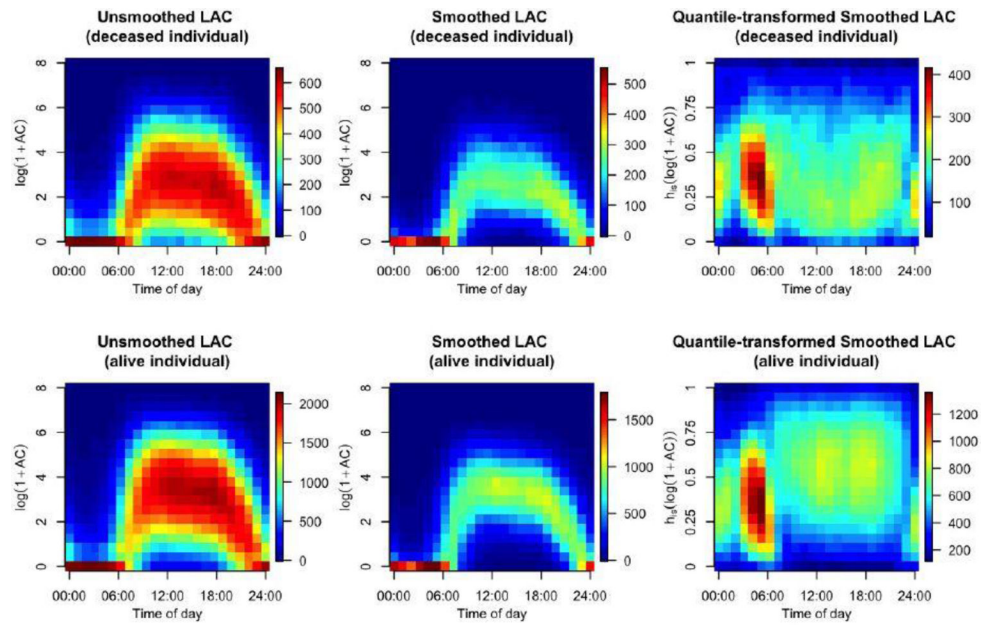 Unsmoothed LAC
(deceased individual)
8
6
4
2
0
log(1+AC)
00:00 06:00 12:00 18:00 24:00
Time of day
600
500
400
300
200
100
0
Smoothed LAC
(deceased individual)
8
6
4
2
0
log(1+AC)
00:00 06:00 12:00 18:00 24:00
Time of day
500
400
300
200
100
0
Quantile-transformed Smoothed LAC
(deceased individual)
1
0.75
0.5
0.25
0
h_is(log(1+AC))
00:00 06:00 12:00 18:00 24:00
Time of day
400
300
200
100
Unsmoothed LAC
(alive individual)
8
6
4
2
0
log(1+AC)
00:00 06:00 12:00 18:00 24:00
Time of day
2000
1500
1000
500
0
Smoothed LAC
(alive individual)
8
6
4
2
0
log(1+AC)
00:00 06:00 12:00 18:00 24:00
Time of day
1500
1000
500
0
Quantile-transformed Smoothed LAC
(alive individual)
1
0.75
0.5
0.25
0
h_is(log(1+AC))
00:00 06:00 12:00 18:00 24:00
Time of day
1200
1000
800
600
400
200